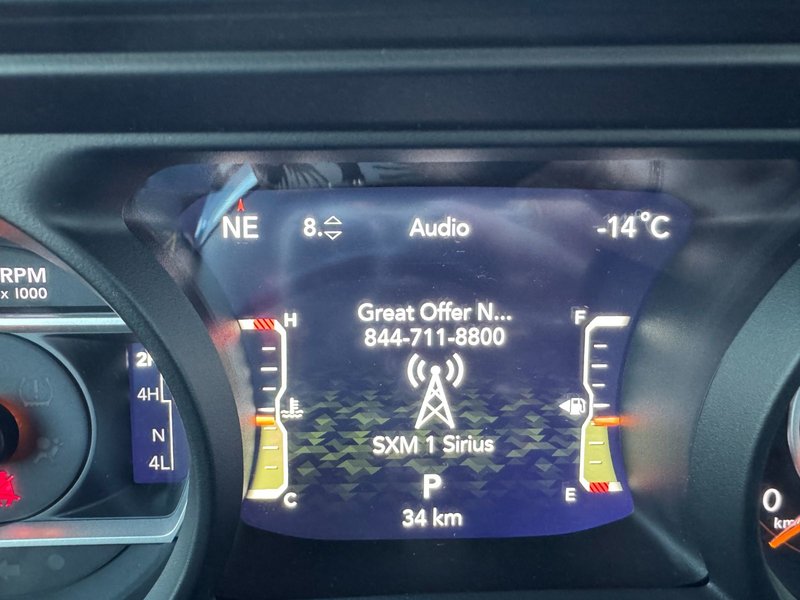 NE 8. Audio -14°C
RPM
x 1000
H
F
Great Offer N...
844-711-8800
4H
N
4L
SXM 1 Sirius
C
E
P
34 km
0